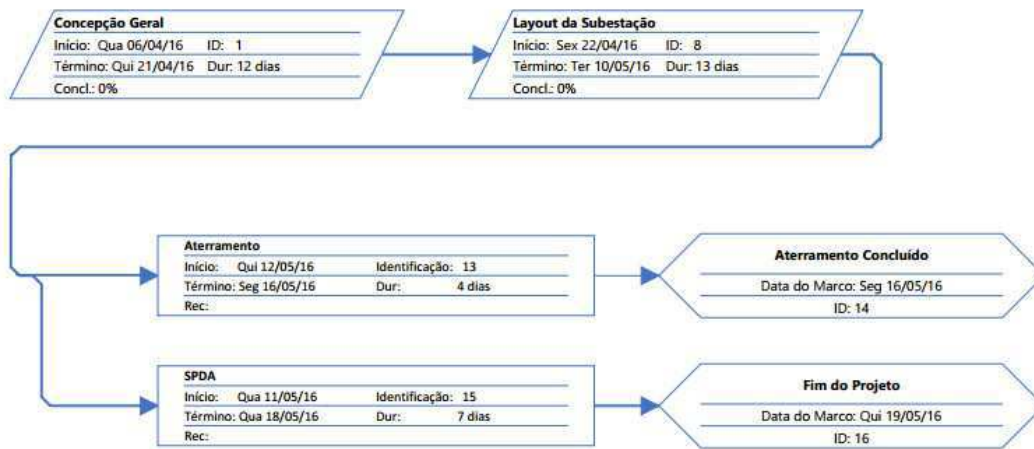 Concepção Geral
Início: Qua 06/04/16 ID: 1
Término: Qui 21/04/16 Dur: 12 dias
Concl.: 0%
Layout da Subestação
Início: Sex 22/04/16 ID: 8
Término: Ter 10/05/16 Dur: 13 dias
Concl.: 0%
Aterramento
Início: Qui 12/05/16 Identificação: 13
Término: Seg 16/05/16 Dur: 4 dias
Rec:
Aterramento Concluído
Data do Marco: Seg 16/05/16
ID: 14
SPDA
Início: Qua 11/05/16 Identificação: 15
Término: Qua 18/05/16 Dur: 7 dias
Rec:
Fim do Projeto
Data do Marco: Qui 19/05/16
ID: 16